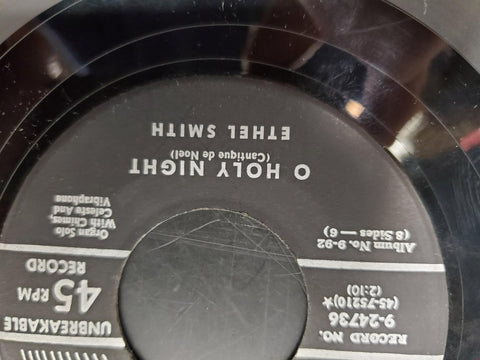 UNBREAKABLE
45 RPM
RECORD
RECORD NO.
9-24736
(45-75210)★
(2:10)
Organ Solo
With Chimes,
Celeste And
Vibraphone
Album No. 9-92
(8 Sides — 6)
O HOLY NIGHT
(Cantique de Noel)
ETHEL SMITH